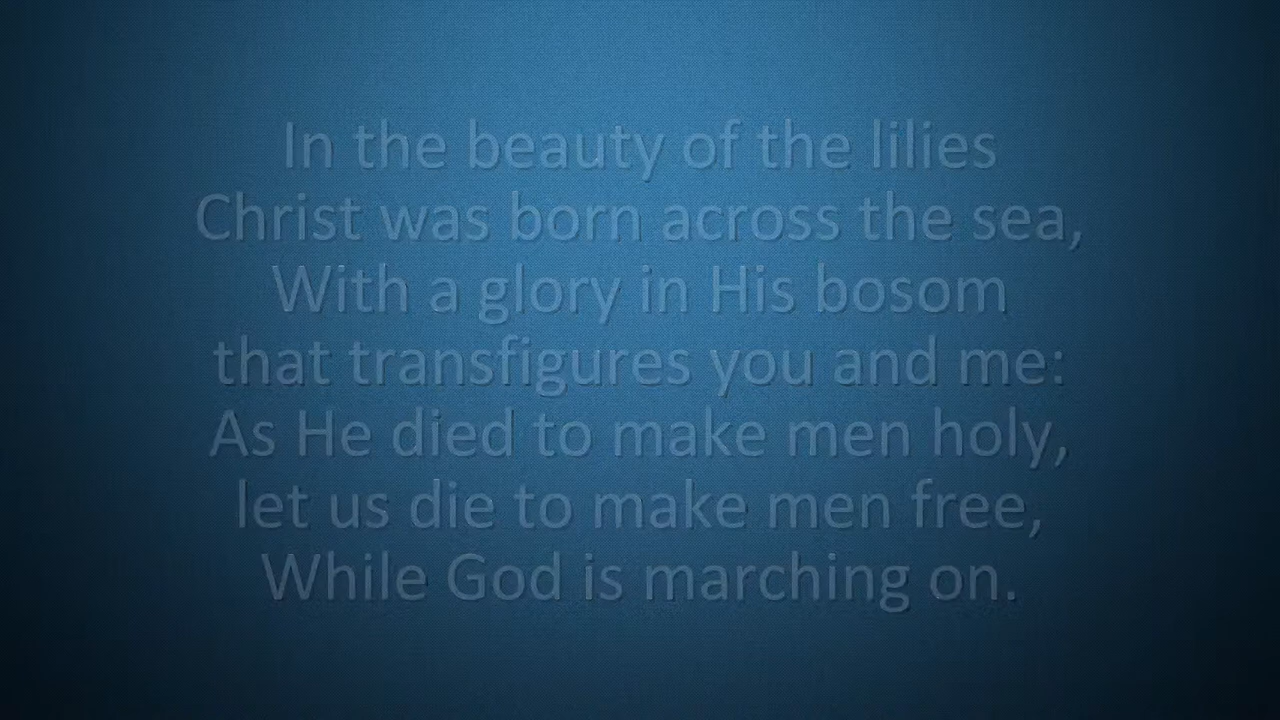 In the beauty of the lilies
Christ was born across the sea,
With a glory in His bosom
that transfigures you and me:
As He died to make men holy,
let us die to make men free,
While God is marching on.